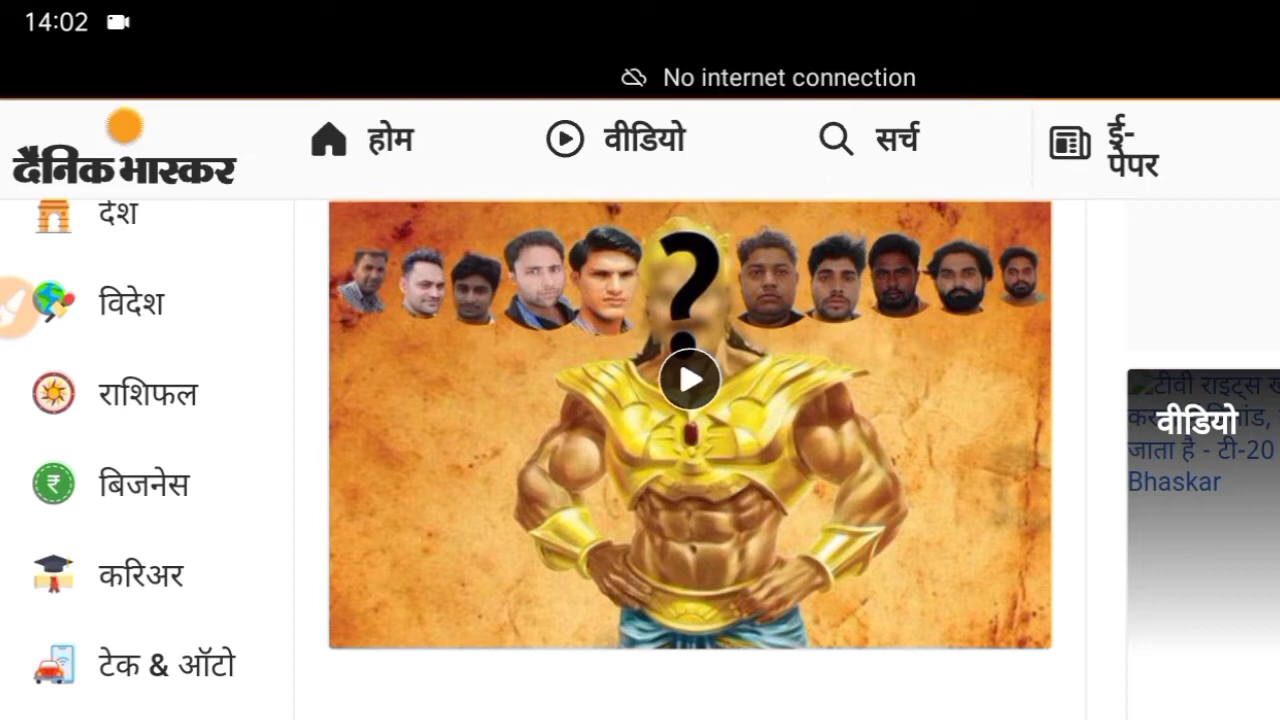 14:02
No internet connection
दैनिक भास्कर
होम
वीडियो
सर्च
ई-
पेपर
देश
विदेश
राशिफल
बिजनेस
करिअर
टेक & ऑटो
?
टीवी राइट्स
वीडियो
जाता है - टी-20
Bhaskar